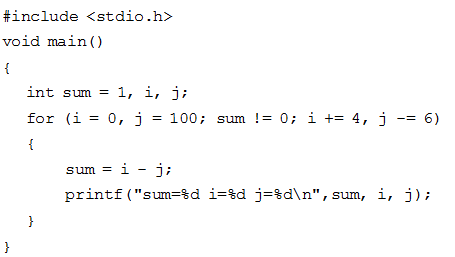 #include <stdio.h>
void main()
{
int sum = 1, i, j;
for (i = 0, j = 100; sum != 0; i += 4, j -= 6)
{
sum = i - j;
printf("sum=%d i=%d j=%d\n",sum, i, j);
}
}